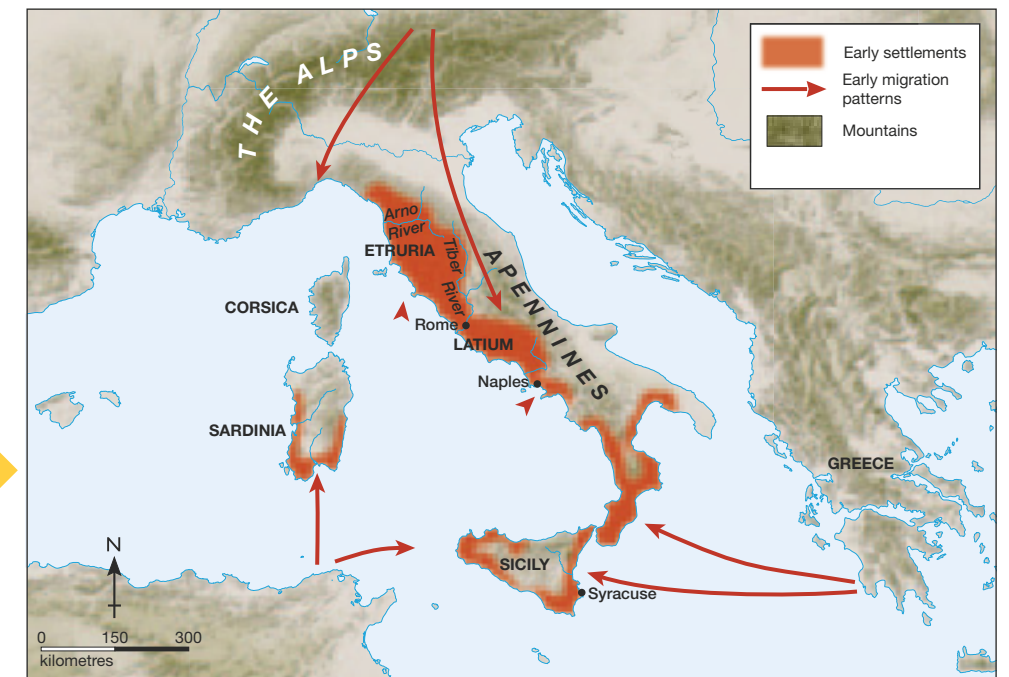 THE ALPS
Early settlements
Early migration
patterns
Mountains
Arno
River
ETRURIA
Tiber
River
APENNINES
CORSICA
Rome
LATIUM
Naples
SARDINIA
GREECE
SICILY
Syracuse
N
0 150 300
kilometres